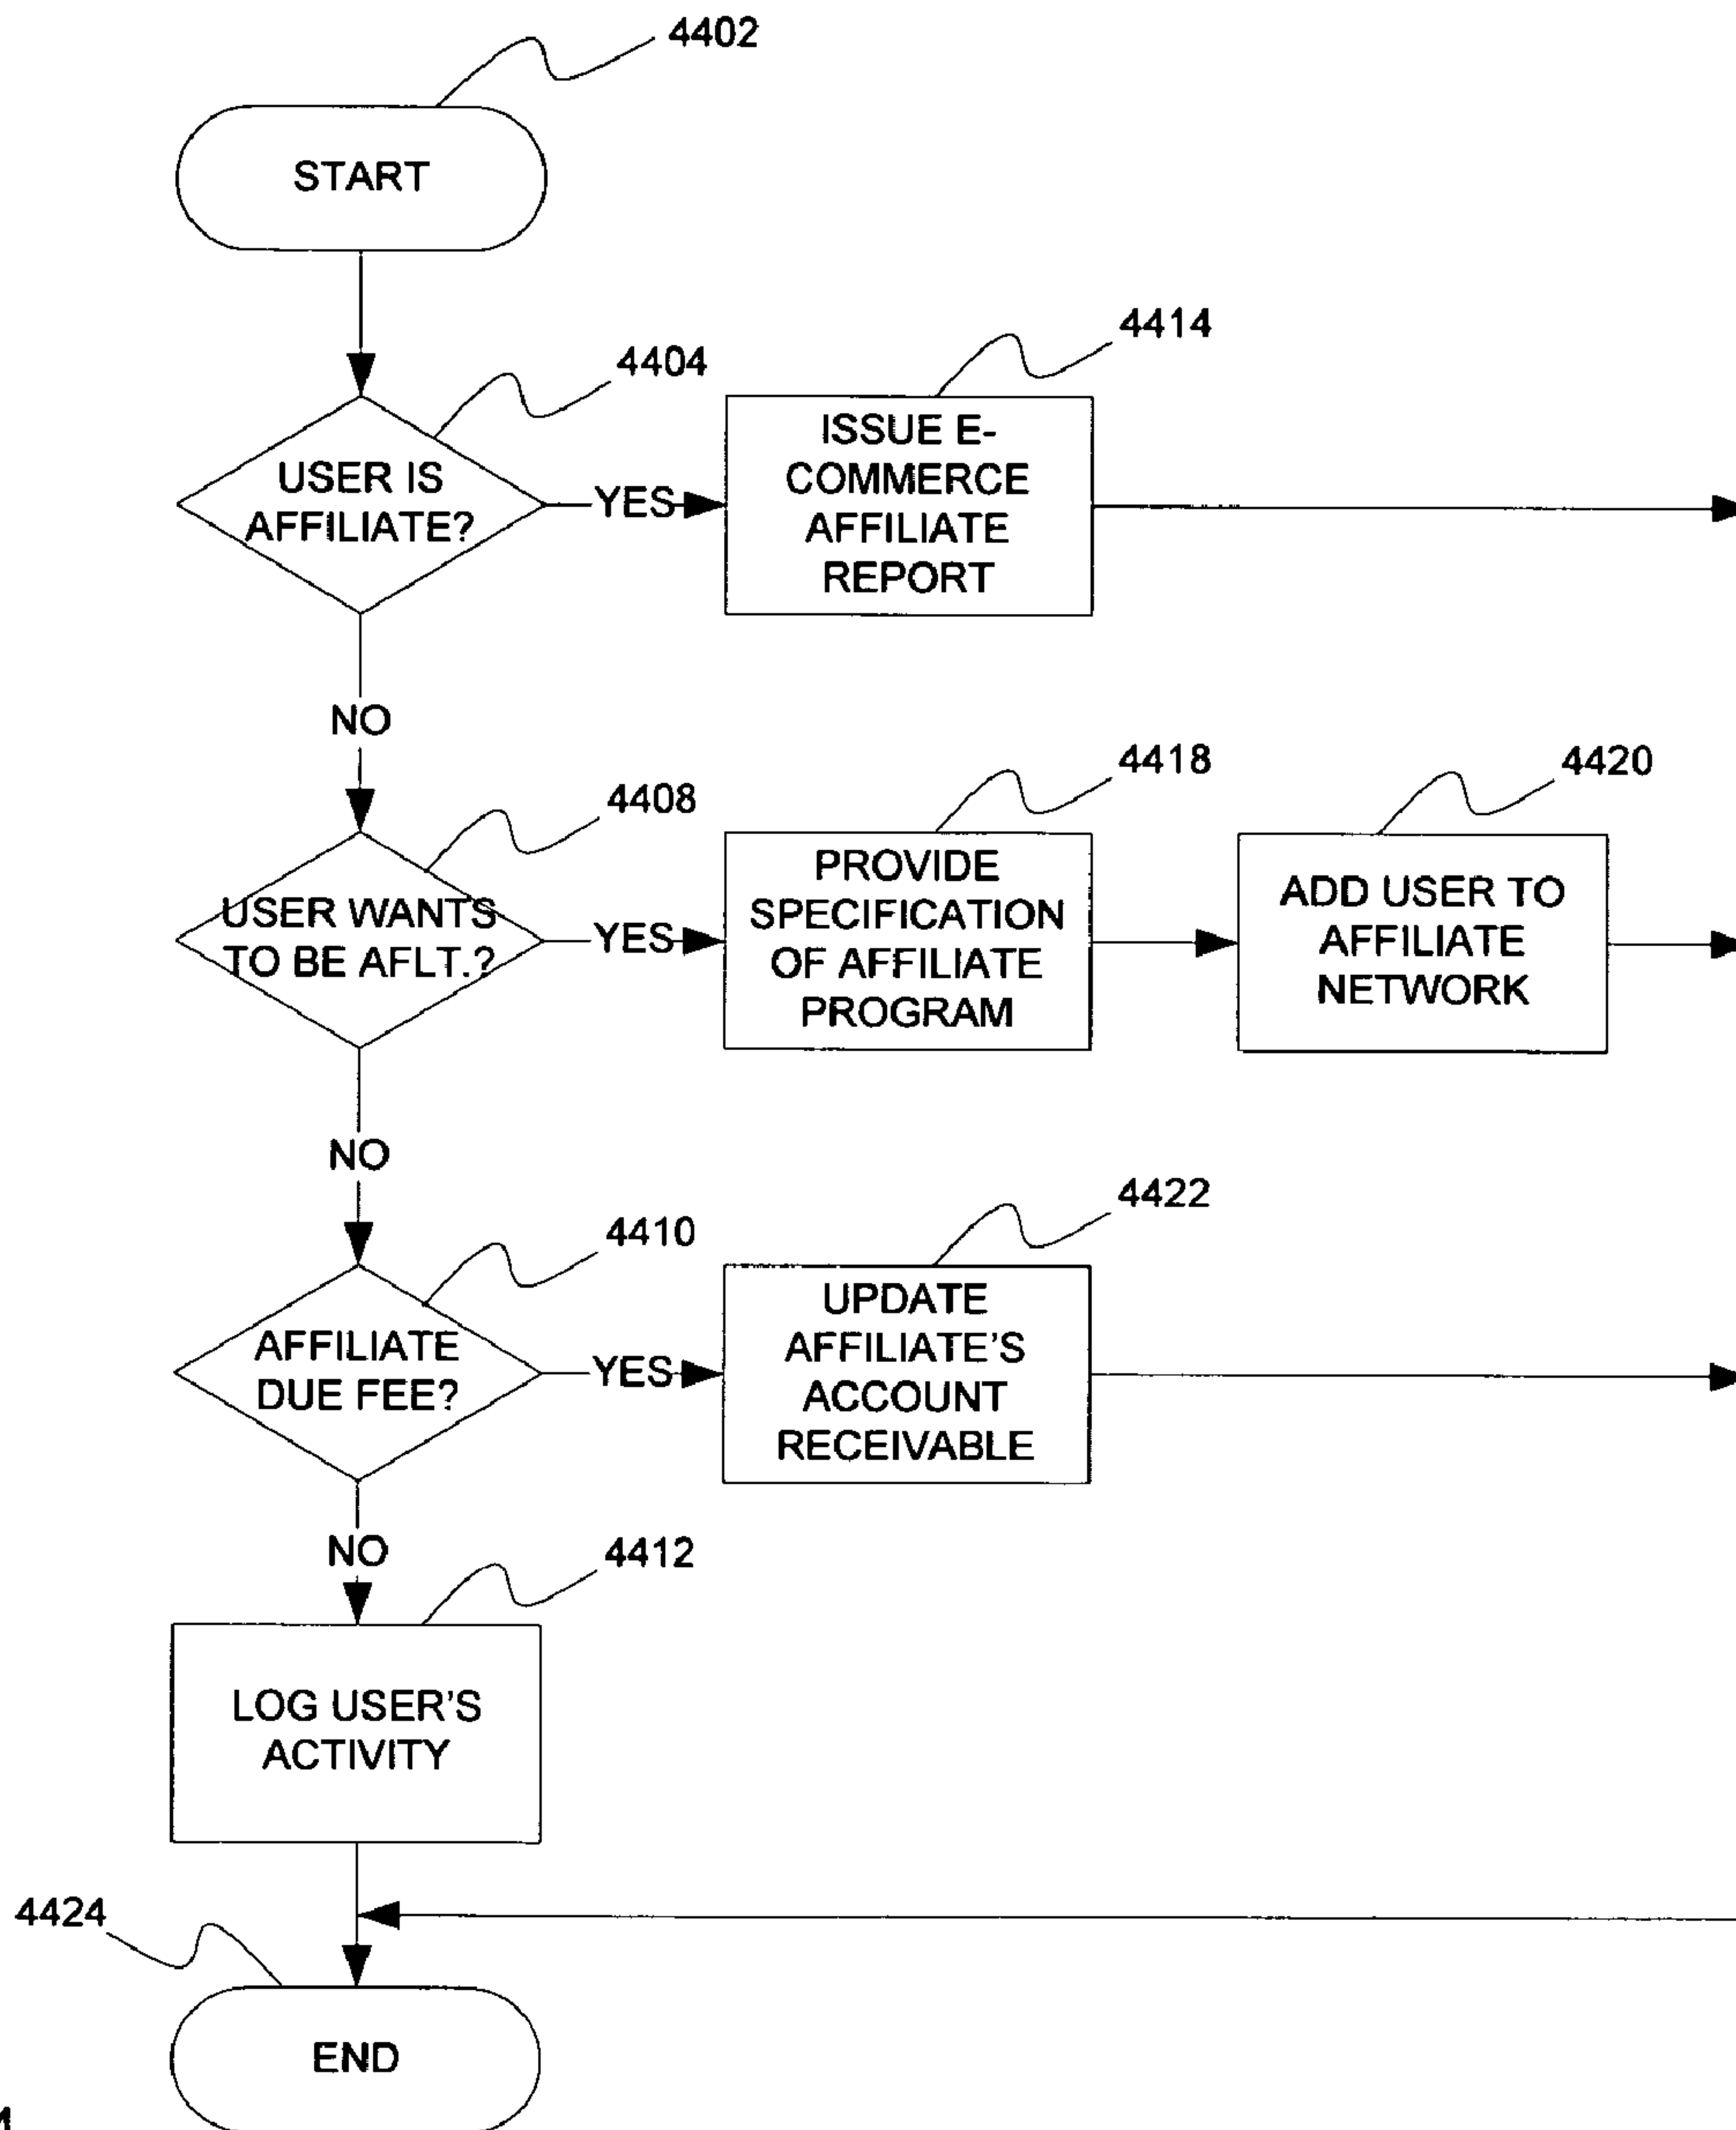 4402
START
4404
4414
USER IS
AFFILIATE?
YES
ISSUE E-
COMMERCE
AFFILIATE
REPORT
NO
4408
4418
4420
USER WANTS
TO BE AFLT.?
YES
PROVIDE
SPECIFICATION
OF AFFILIATE
PROGRAM
ADD USER TO
AFFILIATE
NETWORK
NO
4410
4422
AFFILIATE
DUE FEE?
YES
UPDATE
AFFILIATE'S
ACCOUNT
RECEIVABLE
NO
4412
LOG USER'S
ACTIVITY
4424
END